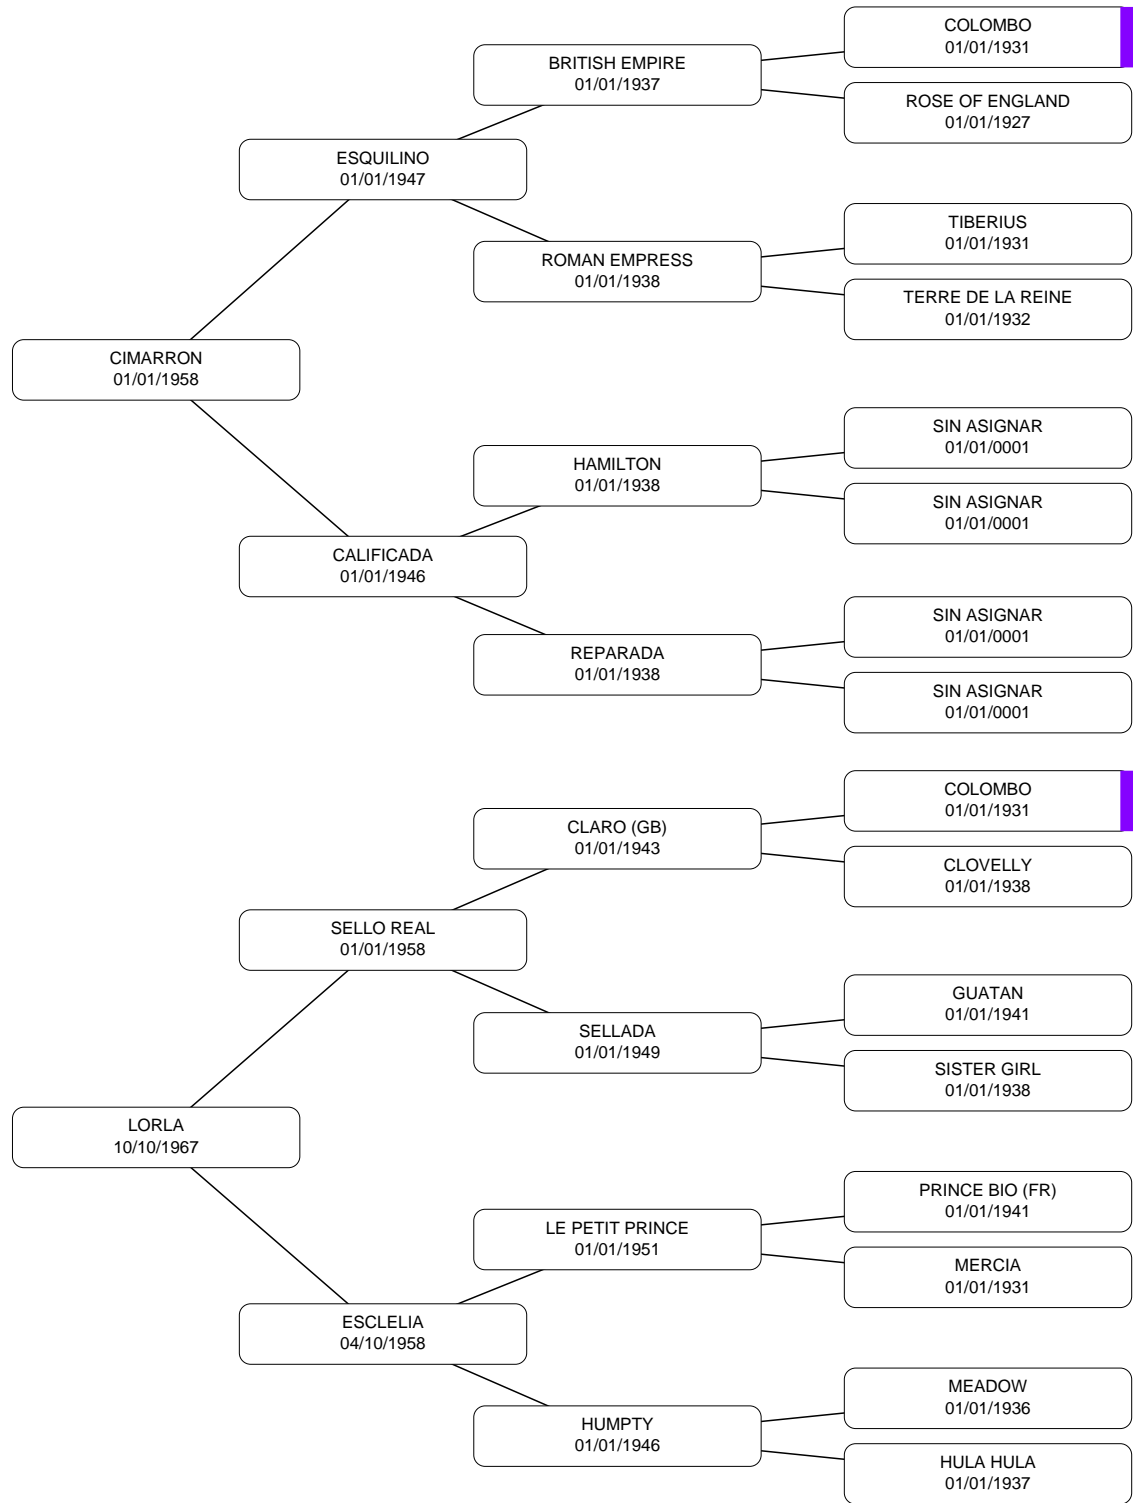 COLOMBO
01/01/1931
BRITISH EMPIRE
01/01/1937
ROSE OF ENGLAND
01/01/1927
ESQUILINO
01/01/1947
TIBERIUS
01/01/1931
ROMAN EMPRESS
01/01/1938
TERRE DE LA REINE
01/01/1932
CIMARRON
01/01/1958
SIN ASIGNAR
01/01/0001
HAMILTON
01/01/1938
SIN ASIGNAR
01/01/0001
CALIFICADA
01/01/1946
SIN ASIGNAR
01/01/0001
REPARADA
01/01/1938
SIN ASIGNAR
01/01/0001
COLOMBO
01/01/1931
CLARO (GB)
01/01/1943
CLOVELLY
01/01/1938
SELLO REAL
01/01/1958
GUATAN
01/01/1941
SELLADA
01/01/1949
SISTER GIRL
01/01/1938
LORLA
10/10/1967
PRINCE BIO (FR)
01/01/1941
LE PETIT PRINCE
01/01/1951
MERCIA
01/01/1931
ESCLELIA
04/10/1958
MEADOW
01/01/1936
HUMPTY
01/01/1946
HULA HULA
01/01/1937